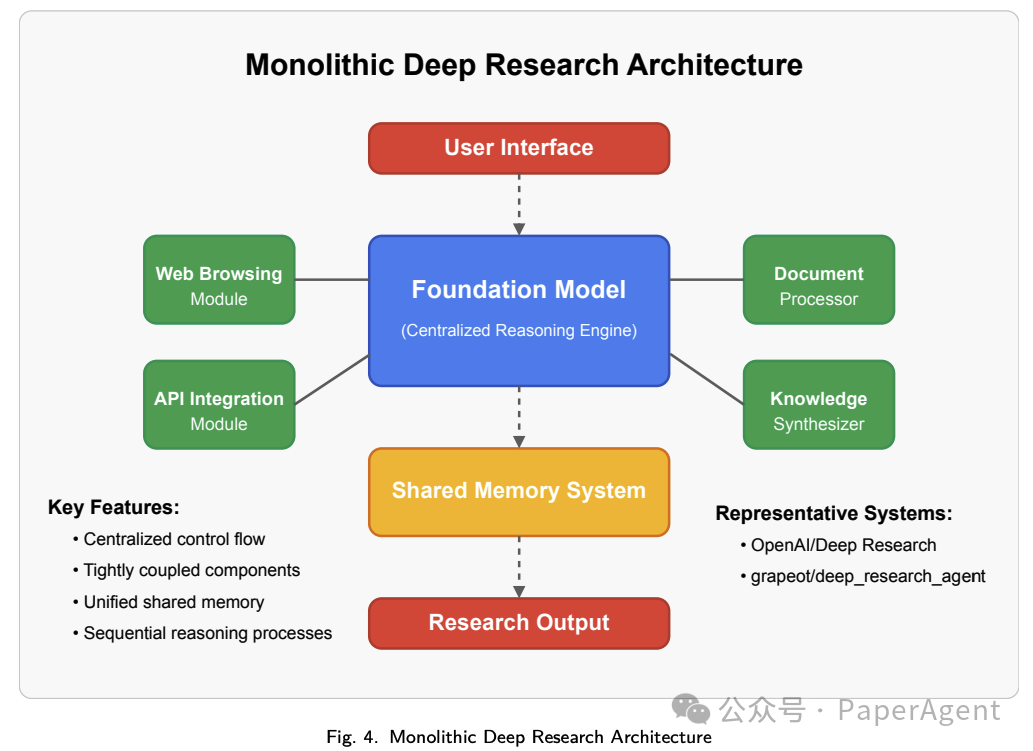 Monolithic Deep Research Architecture
User Interface
Web Browsing
Module
Foundation Model
(Centralized Reasoning Engine)
Document
Processor
API Integration
Module
Knowledge
Synthesizer
Shared Memory System
Key Features:
• Centralized control flow
• Tightly coupled components
• Unified shared memory
• Sequential reasoning processes
Representative Systems:
• OpenAI/Deep Research
• grapeot/deep_research_agent
Research Output
公众号 · PaperAgent
Fig. 4. Monolithic Deep Research Architecture